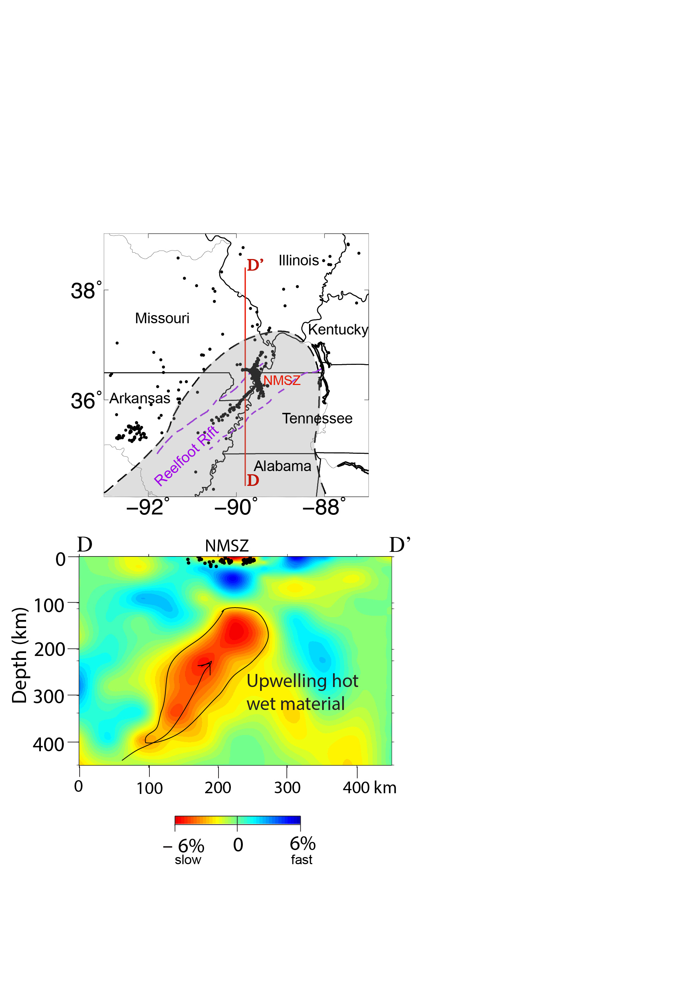 D’
Illinois
38°
Missouri
Kentucky
NMSZ
36°
Arkansas
Tennessee
Reelfoot Rift
Alabama
D
−92° −90° −88°
D NMSZ D’
0
100
200
300
400
Depth (km)
Upwelling hot
wet material
0 100 200 300 400 km
− 6% 0 6%
slow fast